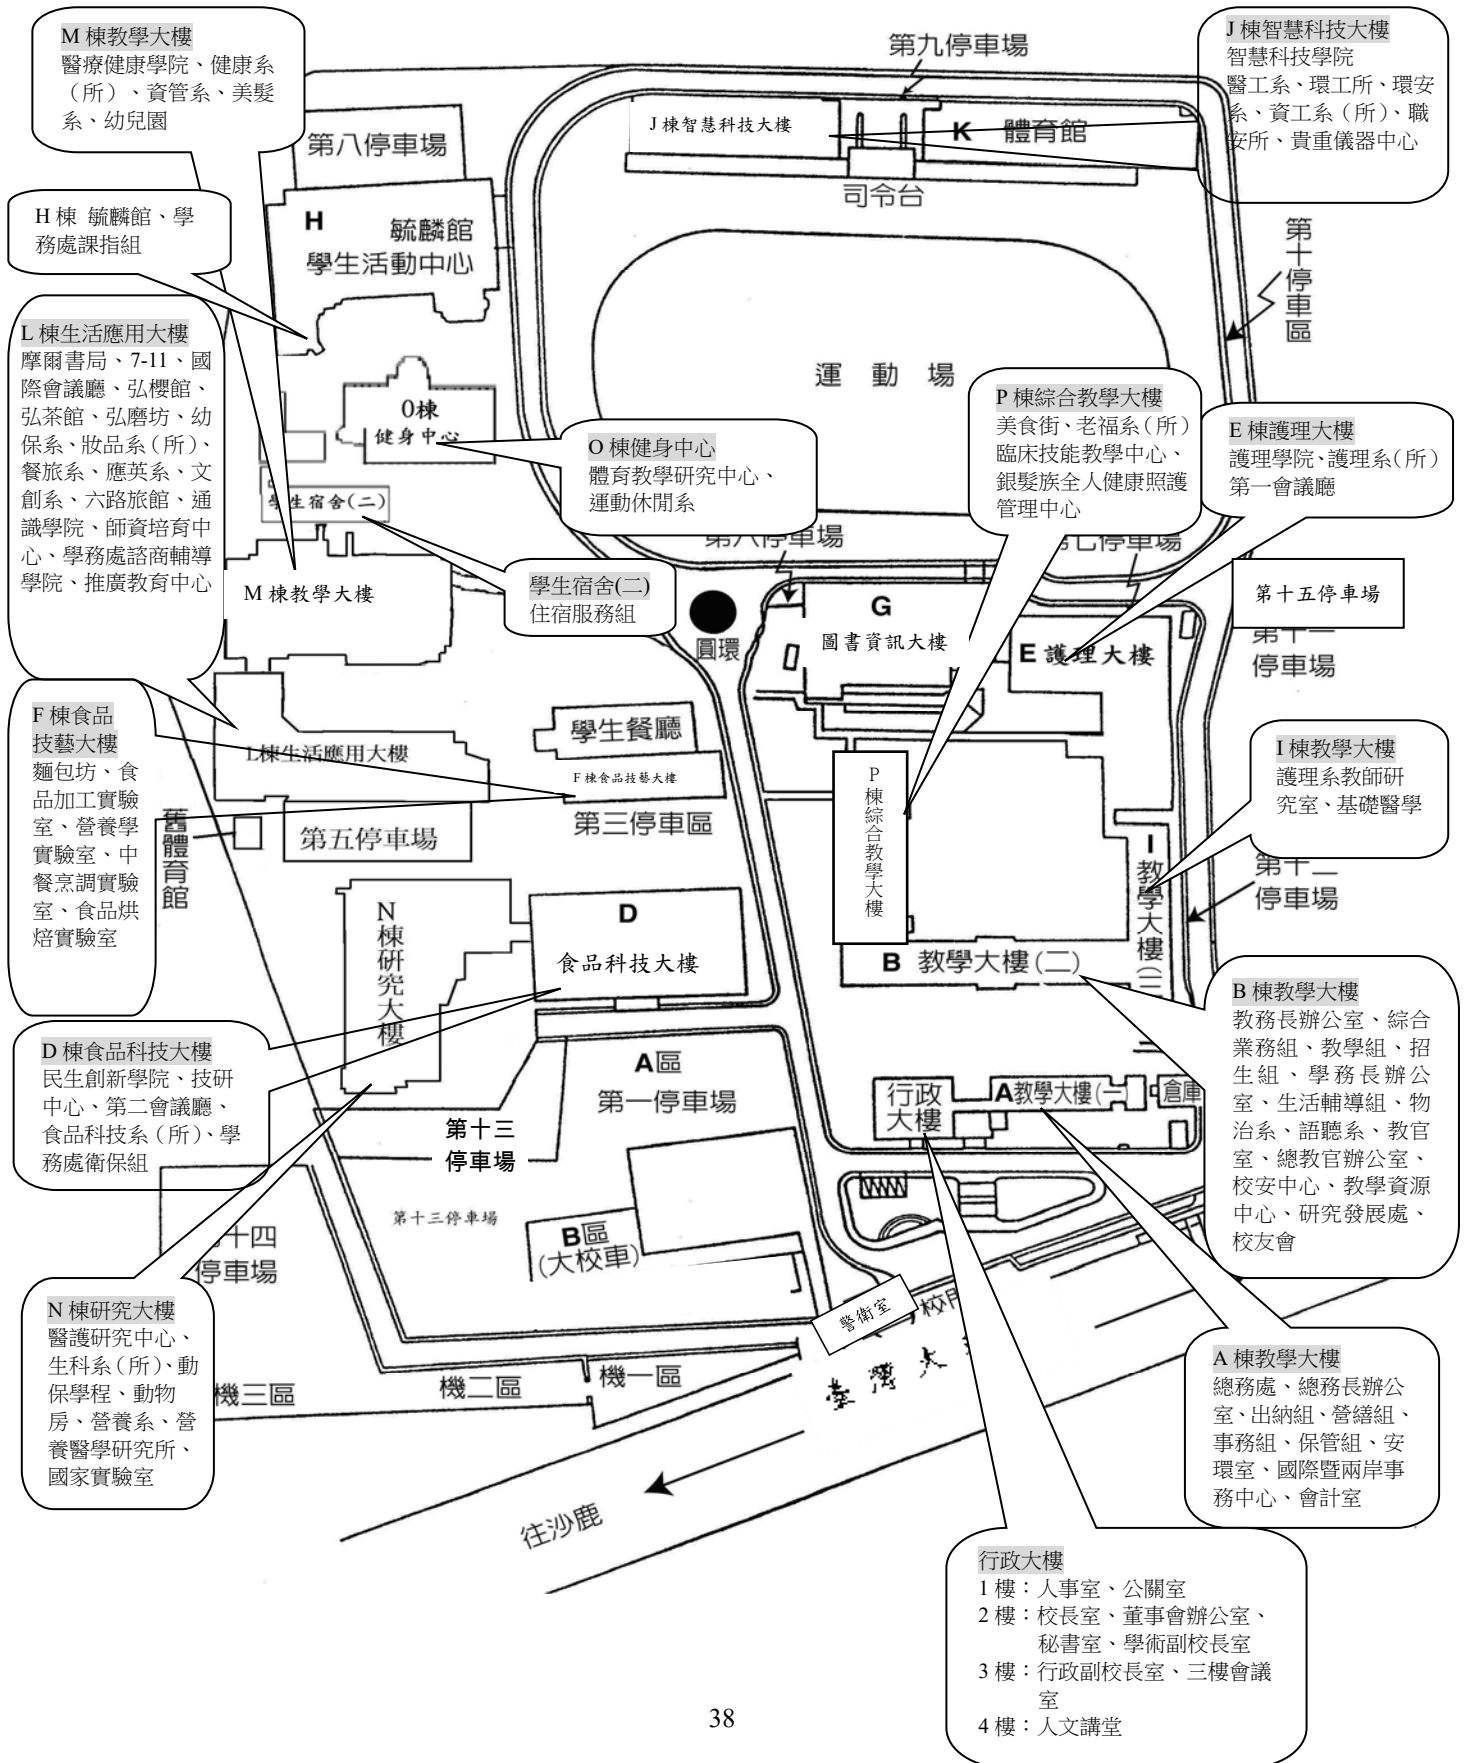 M 棟教學大樓
醫療健康學院、健康系
（所）、資管系、美髮
系、幼兒園
第九停車場
J 棟智慧科技大樓
智慧科技學院
醫工系、環工所、環安
系、資工系（所）、職
安所、貴重儀器中心
第八停車場
J 棟智慧科技大樓
K 體育館
司令台
H 棟 毓麟館、學
務處課指組
H 毓麟館
學生活動中心
第十停車區
L 棟生活應用大樓
摩爾書局、7-11、國
際會議廳、弘櫻館、
弘茶館、弘磨坊、幼
保系、妝品系（所）、
餐旅系、應英系、文
創系、六路旅館、通
識學院、師資培育中
心、學務處諮商輔導
學院、推廣教育中心
運動場
O棟
健身中心
O 棟健身中心
體育教學研究中心、
運動休閒系
P 棟綜合教學大樓
美食街、老福系（所）
臨床技能教學中心、
銀髮族全人健康照護
管理中心
E 棟護理大樓
護理學院、護理系（所）
第一會議廳
學生宿舍(二)
第八停車場
七停車場
M 棟教學大樓
學生宿舍(二)
住宿服務組
圓環
G
圖書資訊大樓
E 護理大樓
第十五停車場
第十一
停車場
F 棟食品
技藝大樓
麵包坊、食
品加工實驗
室、營養學
實驗室、中
餐烹調實驗
室、食品烘
焙實驗室
L棟生活應用大樓
學生餐廳
F 棟食品技藝大樓
第三停車區
P棟綜合教學大樓
I 棟教學大樓
護理系教師研
究室、基礎醫學
舊體育館
第五停車場
I 教學大樓(三
第十二
停車場
N棟研究大樓
D
食品科技大樓
B 教學大樓(二)
B 棟教學大樓
教務長辦公室、綜合
業務組、教學組、招
生組、學務長辦公
室、生活輔導組、物
治系、語聽系、教官
室、總教官辦公室、
校安中心、教學資源
中心、研究發展處、
校友會
D 棟食品科技大樓
民生創新學院、技研
中心、第二會議廳、
食品科技系（所）、學
務處衛保組
A區
第一停車場
第十三
停車場
行政
大樓
A教學大樓(一
倉庫
第十三停車場
B區
(大校車)
十四
停車場
N 棟研究大樓
醫護研究中心、
生科系（所）、動
保學程、動物
房、營養系、營
養醫學研究所、
國家實驗室
警衛室
校門
臺灣大
機三區
機二區
機一區
A 棟教學大樓
總務處、總務長辦公
室、出納組、營繕組、
事務組、保管組、安
環室、國際暨兩岸事
務中心、會計室
往沙鹿
行政大樓
1 樓：人事室、公關室
2 樓：校長室、董事會辦公室、
秘書室、學術副校長室
3 樓：行政副校長室、三樓會議
室
4 樓：人文講堂
38